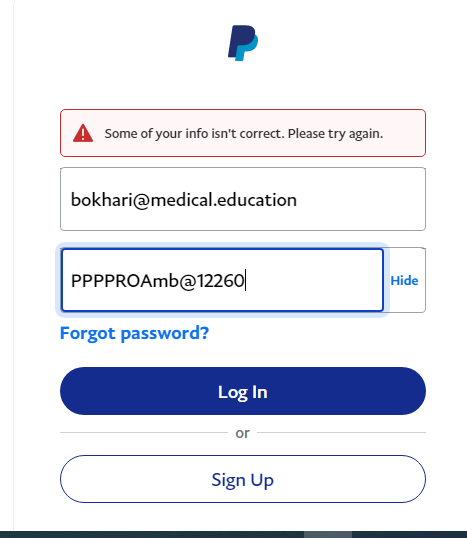 Some of your info isn't correct. Please try again.
bokhari@medical.education
PPPPROAmb@12260
Hide
Forgot password?
Log In
or
Sign Up